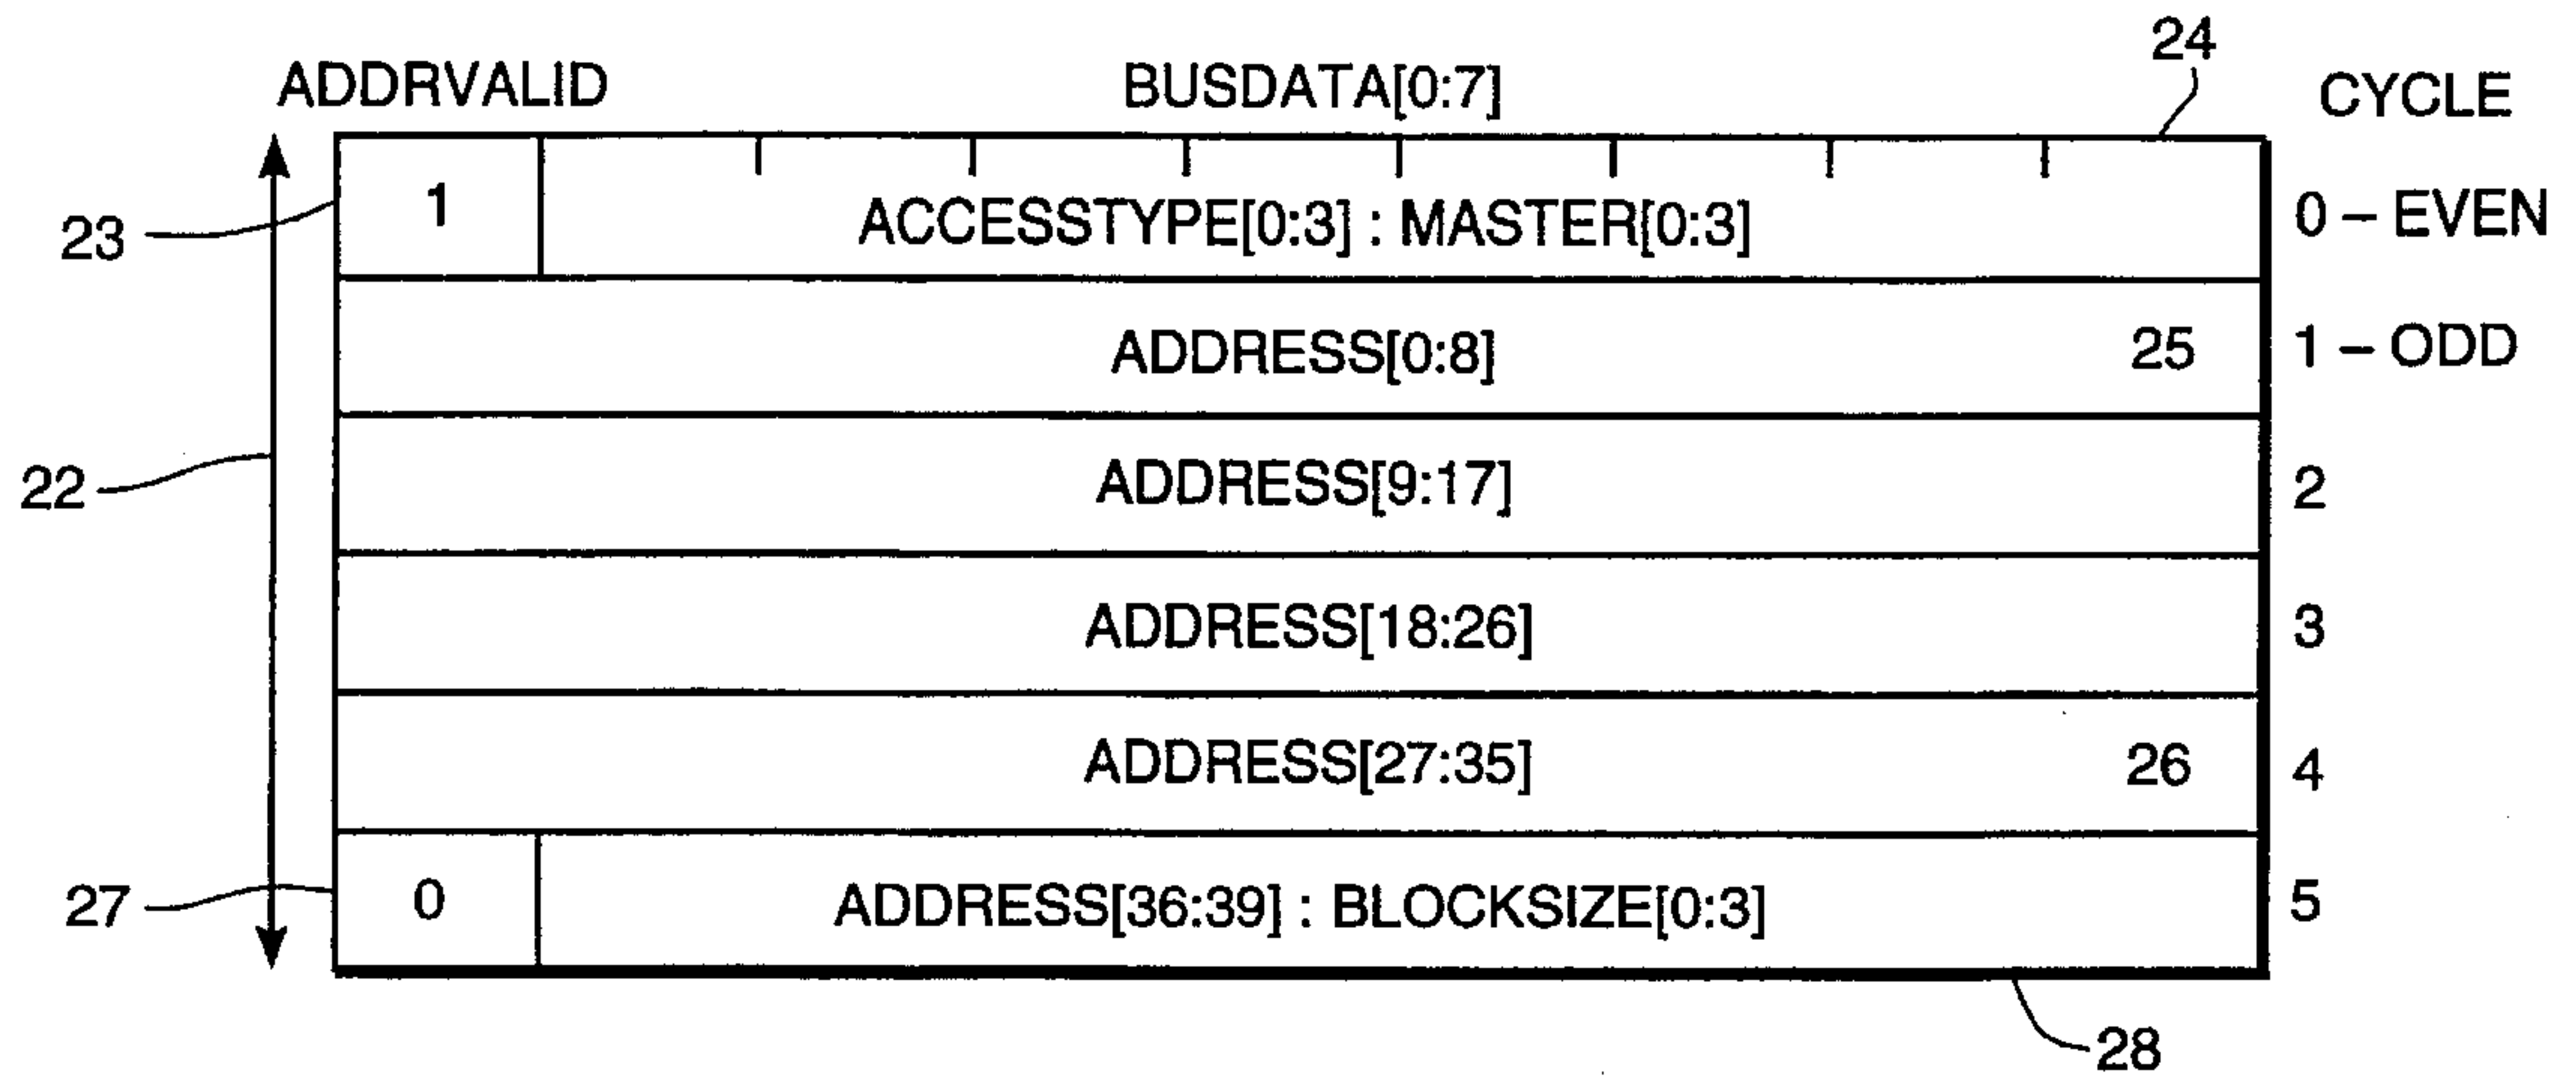 24
ADDRVALID BUSDATA[0:7] CYCLE
23 1 ACCESSTYPE[0:3] : MASTER[0:3] 0 – EVEN
ADDRESS[0:8] 25 1 – ODD
22 ADDRESS[9:17] 2
ADDRESS[18:26] 3
ADDRESS[27:35] 26 4
27 0 ADDRESS[36:39] : BLOCKSIZE[0:3] 5
28